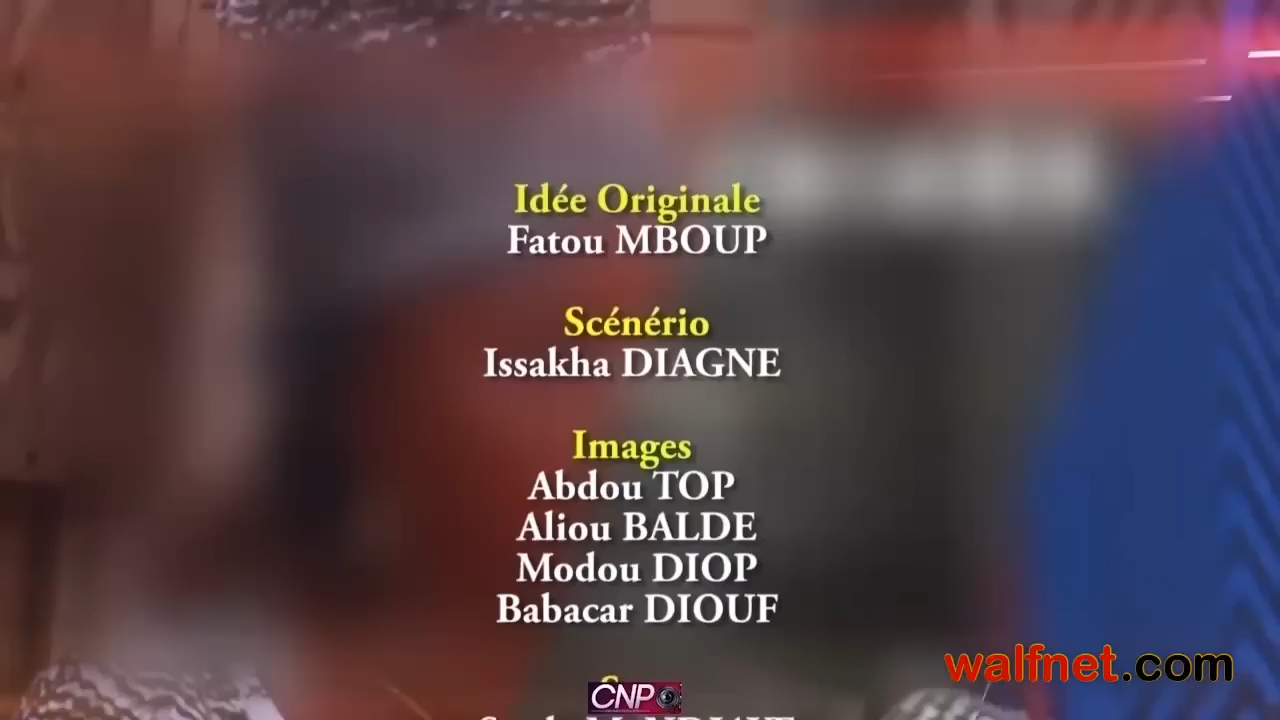 Idée Originale
Fatou MBOUP
Scénério
Issakha DIAGNE
Images
Abdou TOP
Aliou BALDE
Modou DIOP
Babacar DIOUF
walfnet.com
CNP